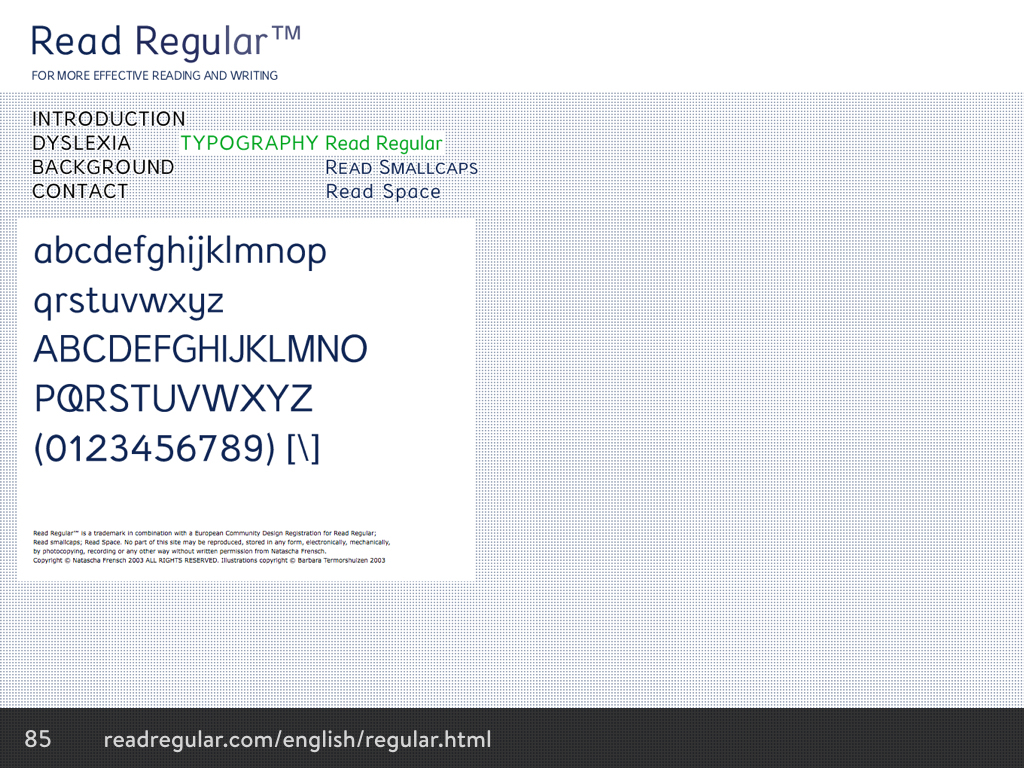 Read Regular™
FOR MORE EFFECTIVE READING AND WRITING
INTRODUCTION
DYSLEXIA TYPOGRAPHY Read Regular
BACKGROUND READ SMALLCAPS
CONTACT Read Space
abcdefghijklmnop
qrstuvwxyz
ABCDEFGHIJKLMNO
PQRSTUVWXYZ
(0123456789) [\]
Read Regular™ is a trademark in combination with a European Community Design Registration for Read Regular;
Read smallcaps; Read Space. No part of this site may be reproduced, stored in any form, electronically, mechanically,
by photocopying, recording or any other way without written permission from Natascha Frensch.
Copyright © Natascha Frensch 2003 ALL RIGHTS RESERVED. Illustrations copyright © Barbara Termorshuizen 2003
85 readregular.com/english/regular.html